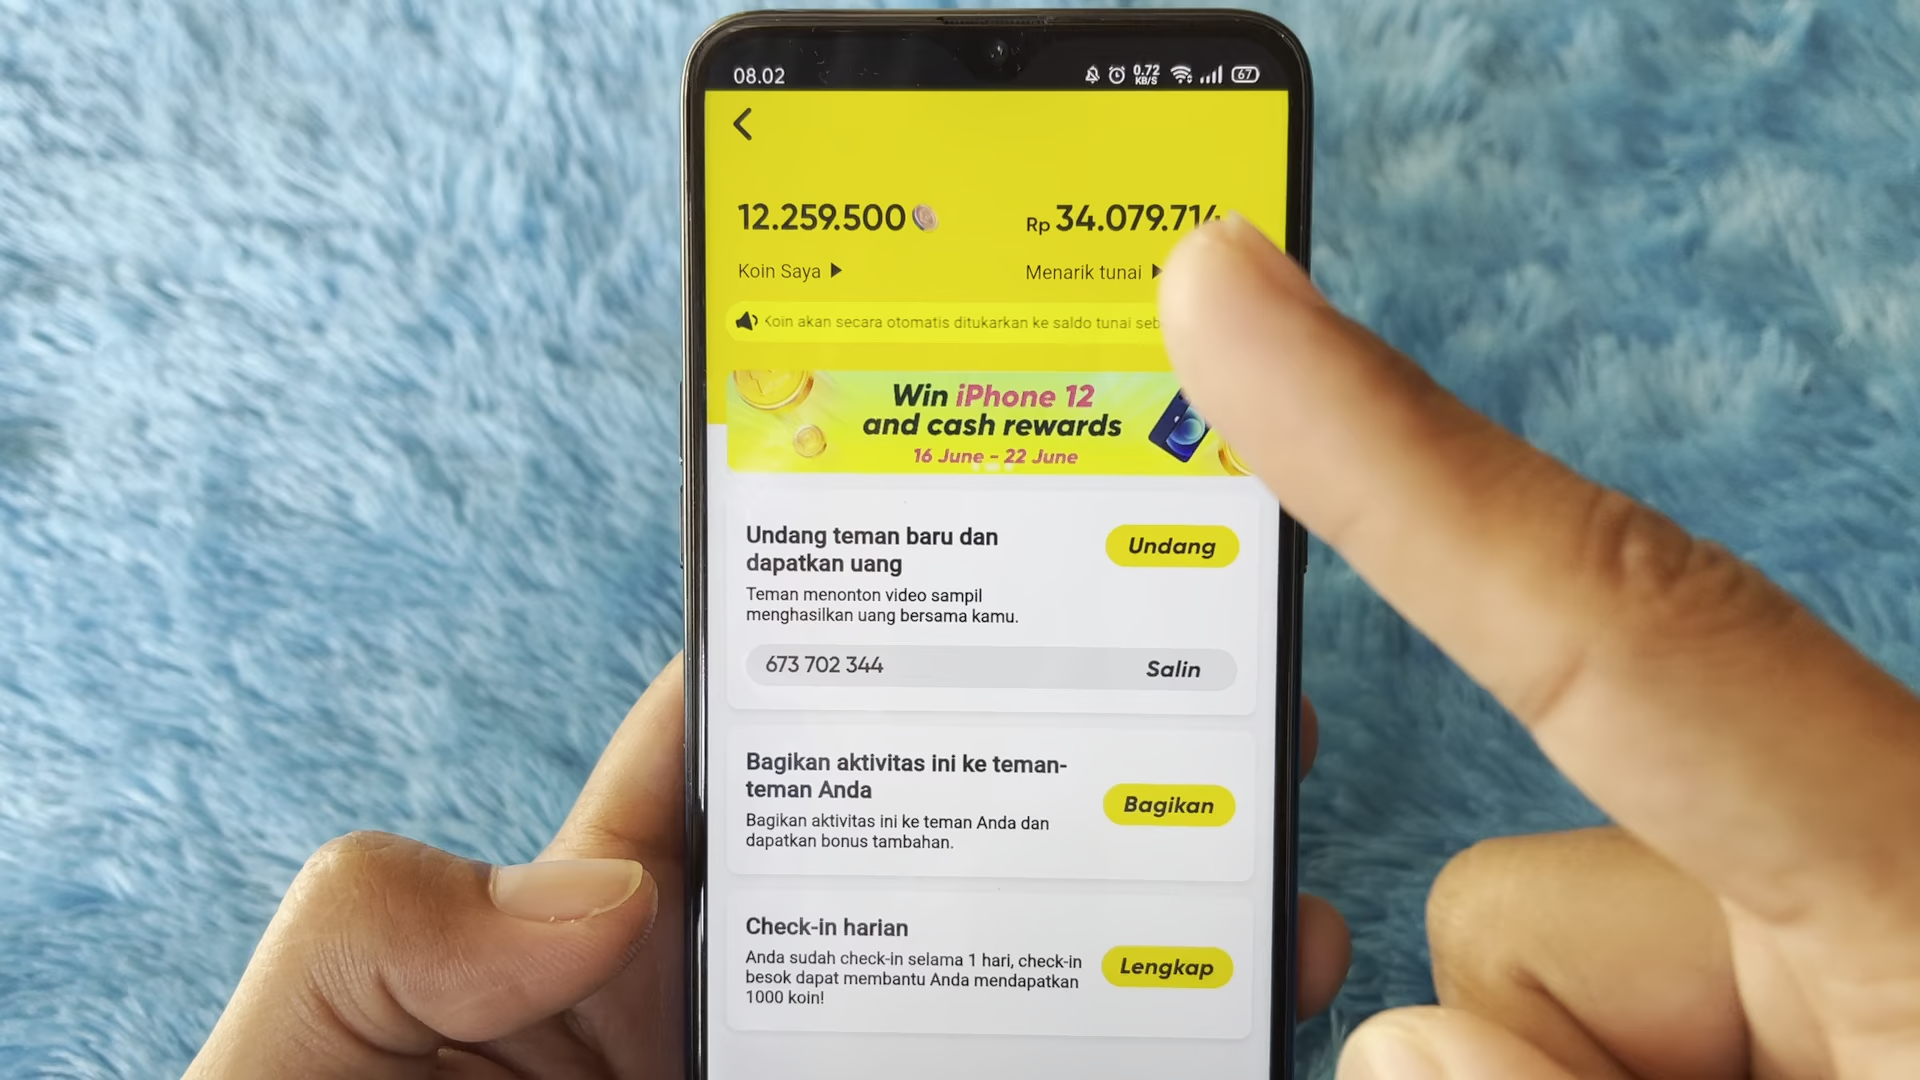 08.02
0.72
KB/S
67
12.259.500
Rp 34.079.714
Koin Saya
Menarik tunai
Koin akan secara otomatis ditukarkan ke saldo tunai
Win iPhone 12
and cash rewards
16 June - 22 June
Undang teman baru dan
dapatkan uang
Undang
Teman menonton video sampil
menghasilkan uang bersama kamu.
673 702 344
Salin
Bagikan aktivitas ini ke teman-
teman Anda
Bagikan
Bagikan aktivitas ini ke teman Anda dan
dapatkan bonus tambahan.
Check-in harian
Anda sudah check-in selama 1 hari, check-in
besok dapat membantu Anda mendapatkan
1000 koin!
Lengkap